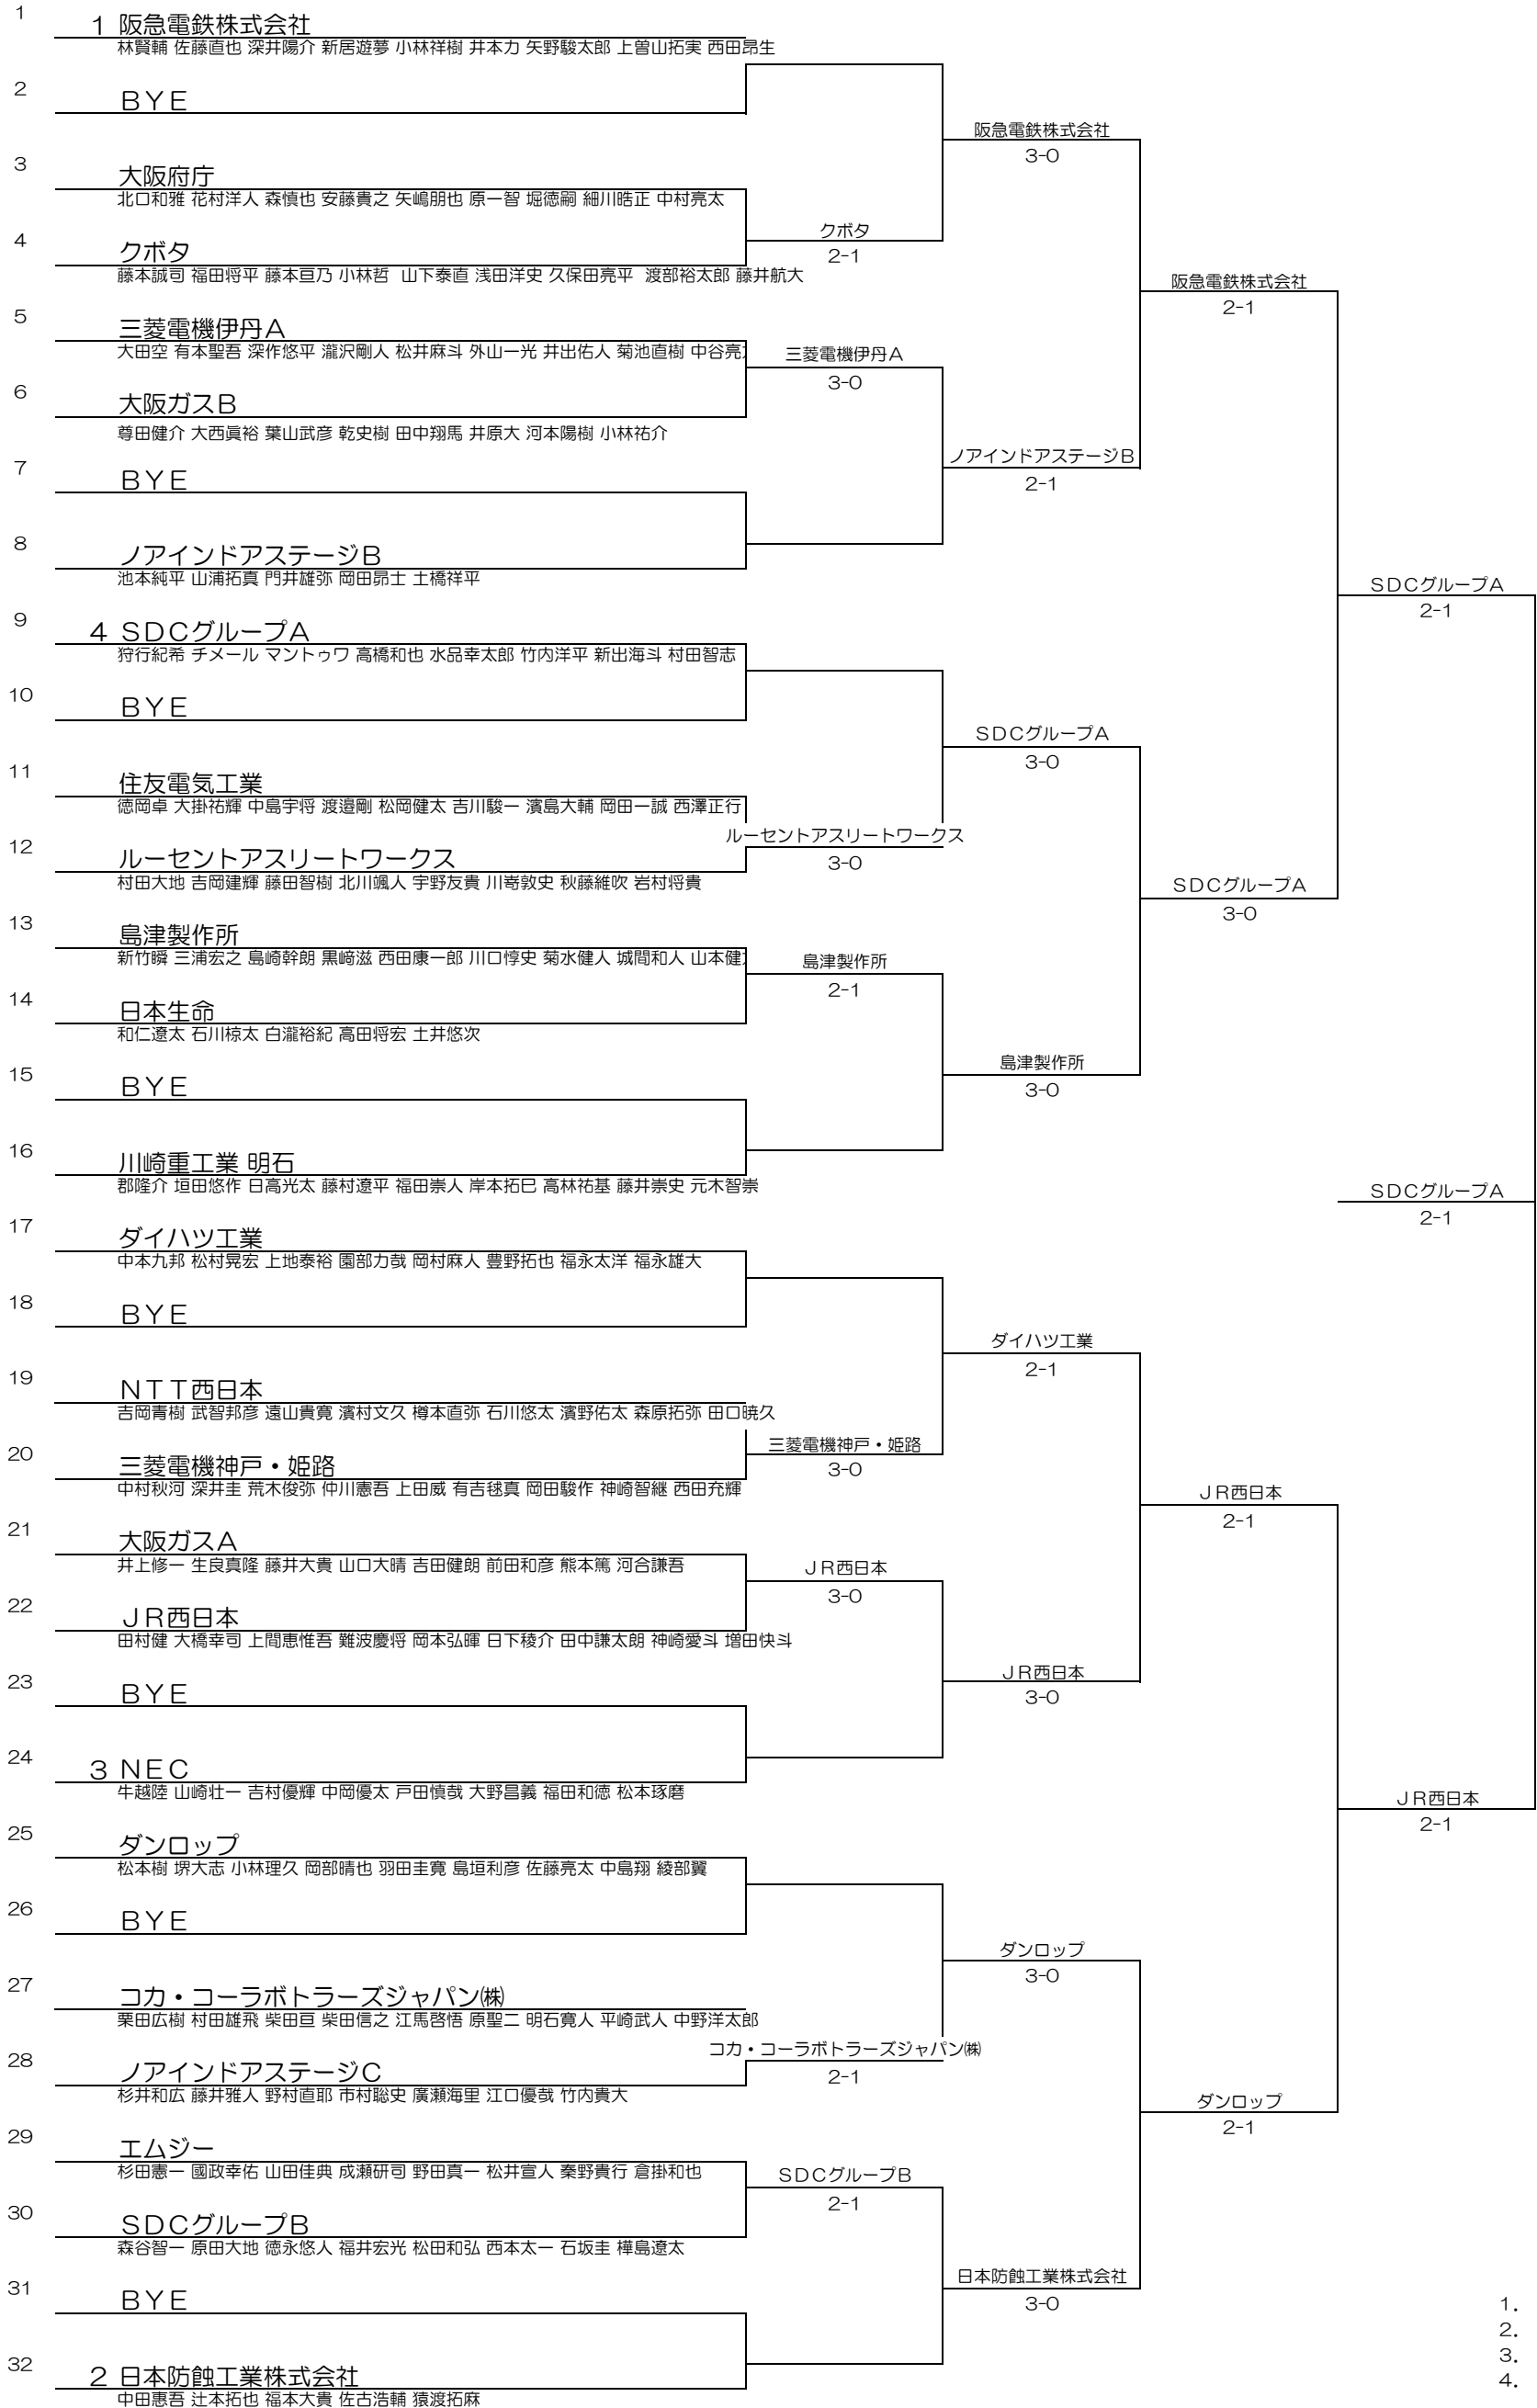 1
1 阪急電鉄株式会社
林賢輔 佐藤直也 深井陽介 新居遊夢 小林祥樹 井本力 矢野駿太郎 上曽山拓実 西田昂生
2
ＢＹＥ
阪急電鉄株式会社
3-0
3
大阪府庁
北口和雅 花村洋人 森慎也 安藤貴之 矢嶋朋也 原一智 堀徳嗣 細川晧正 中村亮太
クボタ
2-1
4
クボタ
藤本誠司 福田将平 藤本亘乃 小林哲 山下泰直 浅田洋史 久保田亮平 渡部裕太郎 藤井航大
阪急電鉄株式会社
2-1
5
三菱電機伊丹Ａ
大田空 有本聖吾 深作悠平 瀧沢剛人 松井麻斗 外山一光 井出佑人 菊池直樹 中谷亮
三菱電機伊丹Ａ
3-0
6
大阪ガスＢ
尊田健介 大西眞裕 葉山武彦 乾史樹 田中翔馬 井原大 河本陽樹 小林祐介
ノアインドアステージＢ
2-1
7
ＢＹＥ
8
ノアインドアステージＢ
池本純平 山浦拓真 門井雄弥 岡田昴士 土橋祥平
SDCグループA
2-1
9
4 SDCグループA
狩行紀希 チメール マントゥワ 高橋和也 水品幸太郎 竹内洋平 新出海斗 村田智志
10
ＢＹＥ
SDCグループA
3-0
11
住友電気工業
徳岡卓 大掛祐輝 中島宇将 渡邉剛 松岡健太 吉川駿一 濱島大輔 岡田一誠 西澤正行
ルーセントアスリートワークス
3-0
12
ルーセントアスリートワークス
村田大地 吉岡建輝 藤田智樹 北川颯人 宇野友貴 川嵜敦史 秋藤維吹 岩村将貴
SDCグループA
3-0
13
島津製作所
新竹瞬 三浦宏之 島崎幹朗 黒﨑滋 西田康一郎 川口惇史 菊水健人 城間和人 山本健
島津製作所
2-1
14
日本生命
和仁遼太 石川椋太 白瀧裕紀 高田将宏 土井悠次
島津製作所
3-0
15
ＢＹＥ
16
川崎重工業 明石
郡隆介 垣田悠作 日高光太 藤村遼平 福田崇人 岸本拓巳 高林祐基 藤井崇史 元木智崇
SDCグループA
2-1
17
ダイハツ工業
中本九邦 松村晃宏 上地泰裕 園部力哉 岡村麻人 豊野拓也 福永太洋 福永雄大
18
ＢＹＥ
ダイハツ工業
2-1
19
ＮＴＴ西日本
吉岡青樹 武智邦彦 遠山貴寛 濱村文久 樽本直弥 石川悠太 濱野佑太 森原拓弥 田口暁久
三菱電機神戸・姫路
3-0
20
三菱電機神戸・姫路
中村秋河 深井圭 荒木俊弥 仲川憲吾 上田威 有吉毬真 岡田駿作 神崎智継 西田充輝
ＪＲ西日本
2-1
21
大阪ガスＡ
井上修一 生良真隆 藤井大貴 山口大晴 吉田健朗 前田和彦 熊本篤 河合謙吾
ＪＲ西日本
3-0
22
ＪＲ西日本
田村健 大橋幸司 上間恵惟吾 難波慶将 岡本弘暉 日下稜介 田中謙太朗 神崎愛斗 増田快斗
ＪＲ西日本
3-0
23
ＢＹＥ
24
3 ＮＥＣ
牛越陸 山崎壮一 吉村優輝 中岡優太 戸田慎哉 大野昌義 福田和徳 松本琢磨
ＪＲ西日本
2-1
25
ダンロップ
松本樹 堺大志 小林理久 岡部晴也 羽田圭寛 島垣利彦 佐藤亮太 中島翔 綾部翼
26
ＢＹＥ
ダンロップ
3-0
27
コカ・コーラボトラーズジャパン㈱
栗田広樹 村田雄飛 柴田亘 柴田信之 江馬啓悟 原聖二 明石寛人 平崎武人 中野洋太郎
コカ・コーラボトラーズジャパン㈱
2-1
28
ノアインドアステージＣ
杉井和広 藤井雅人 野村直耶 市村聡史 廣瀬海里 江口優哉 竹内貴大
ダンロップ
2-1
29
エムジー
杉田憲一 國政幸佑 山田佳典 成瀬研司 野田真一 松井宣人 秦野貴行 倉掛和也
SDCグループB
2-1
30
SDCグループB
森谷智一 原田大地 徳永悠人 福井宏光 松田和弘 西本太一 石坂圭 樺島遼太
日本防蝕工業株式会社
3-0
31
ＢＹＥ
1.
2.
3.
4.
32
2 日本防蝕工業株式会社
中田惠吾 辻本拓也 福本大貴 佐古浩輔 猿渡拓麻